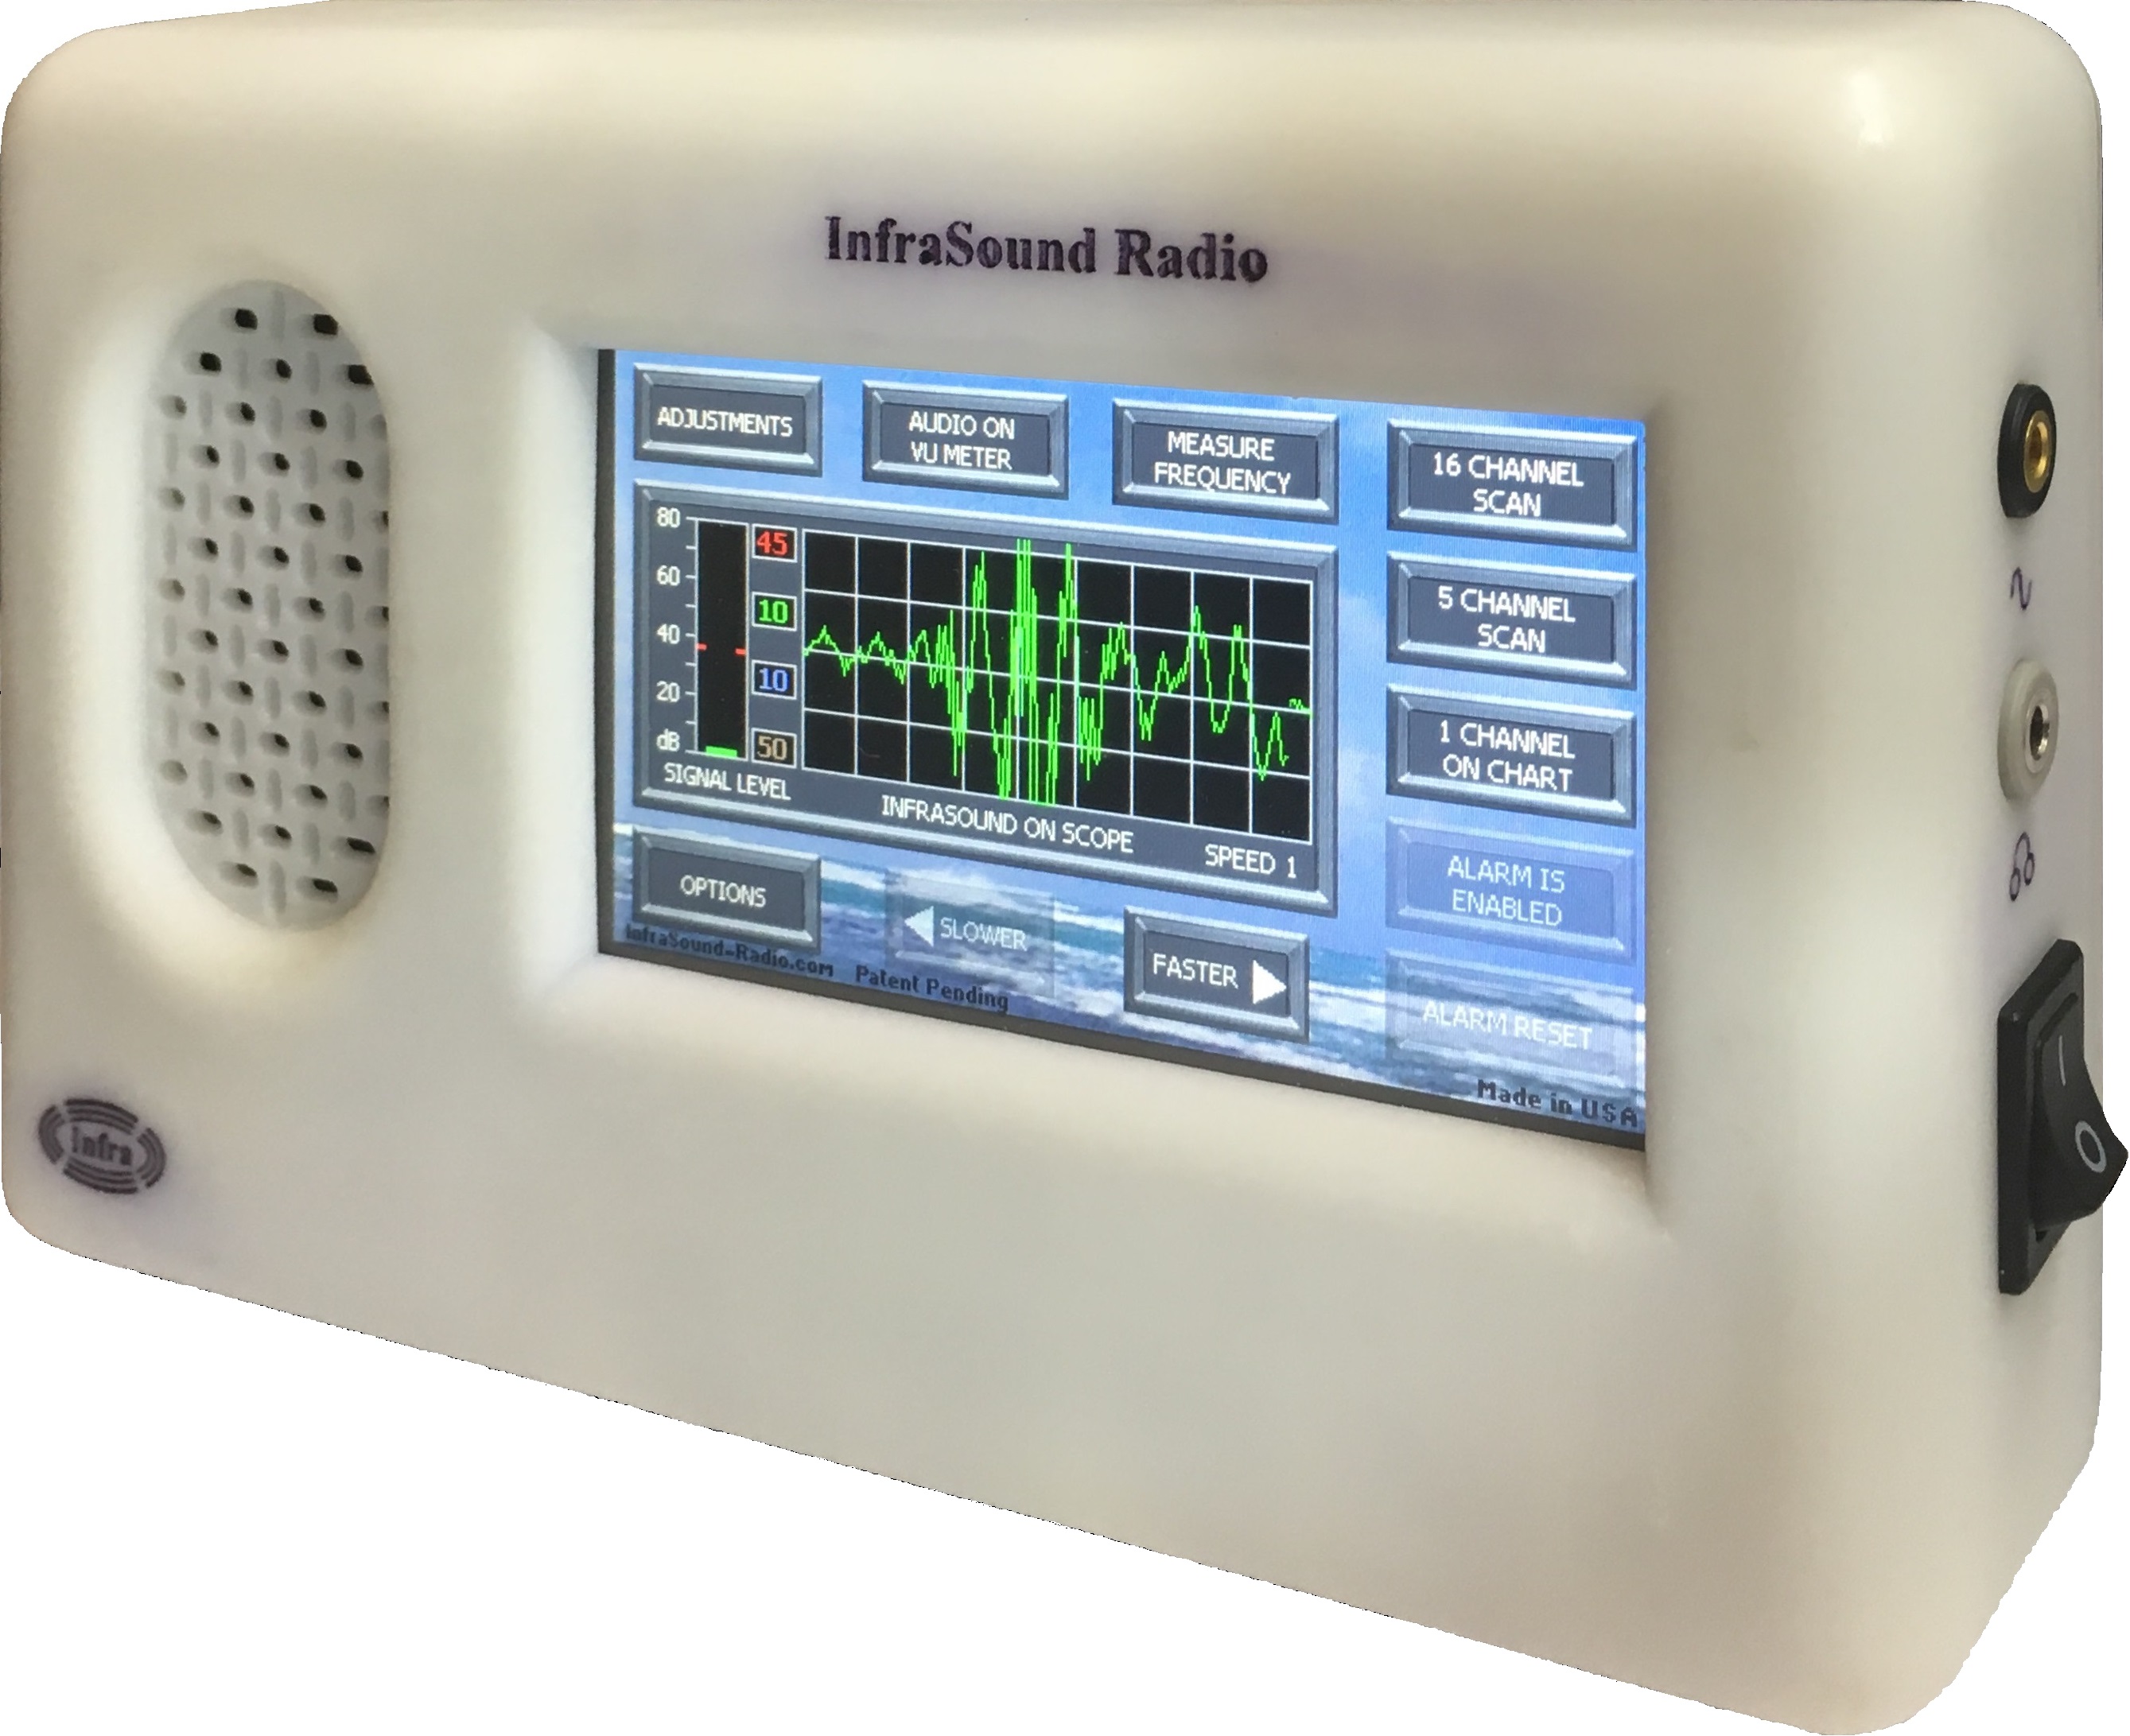 InfraSound Radio
ADJUSTMENTS
AUDIO ON
VU METER
MEASURE
FREQUENCY
16 CHANNEL
SCAN
80
60
40
20
dB
45
10
10
50
SIGNAL LEVEL
INFRASOUND ON SCOPE
SPEED 1
5 CHANNEL
SCAN
1 CHANNEL
ON CHART
ALARM IS
ENABLED
ALARM RESET
OPTIONS
SLOWER
FASTER
InfraSound-Radio.com Patent Pending
Made in USA
Infra